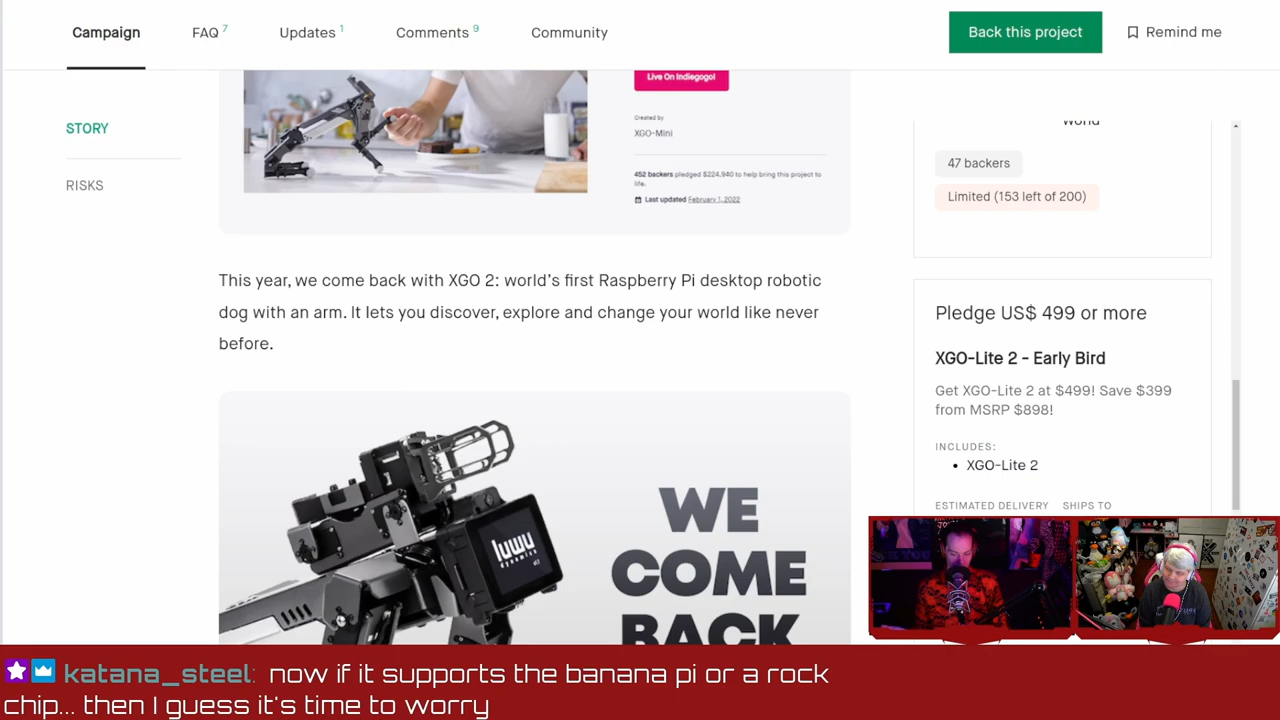 Campaign
FAQ 7
Updates 1
Comments 9
Community
Back this project
Remind me
STORY
RISKS
Live On Indiegogo!
Created by
XGO-Mini
452 backers pledged $224,940 to help bring this project to
life.
Last updated February 1, 2022
This year, we come back with XGO 2: world's first Raspberry Pi desktop robotic
dog with an arm. It lets you discover, explore and change your world like never
before.
luwu
dynamics
WE
COME
BACK
world
47 backers
Limited (153 left of 200)
Pledge US$ 499 or more
XGO-Lite 2 - Early Bird
Get XGO-Lite 2 at $499! Save $399
from MSRP $898!
INCLUDES:
• XGO-Lite 2
ESTIMATED DELIVERY SHIPS TO
katana_steel: now if it supports the banana pi or a rock
chip... then I guess it's time to worry